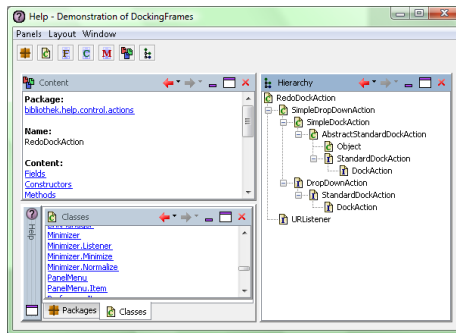 Help - Demonstration of DockingFrames
Panels Layout Window
F C M
Content
Package:
bibliothek.help.control.actions
Name:
RedoDockAction
Content:
Fields
Constructors
Methods
Help
Classes
Minimizer
Minimizer.Listener
Minimizer.Minimize
Minimizer.Normalize
PanelMenu
PanelMenu.Item
Packages
Classes
Hierarchy
RedoDockAction
SimpleDropDownAction
SimpleDockAction
AbstractStandardDockAction
Object
StandardDockAction
DockAction
DropDownAction
StandardDockAction
DockAction
URListener